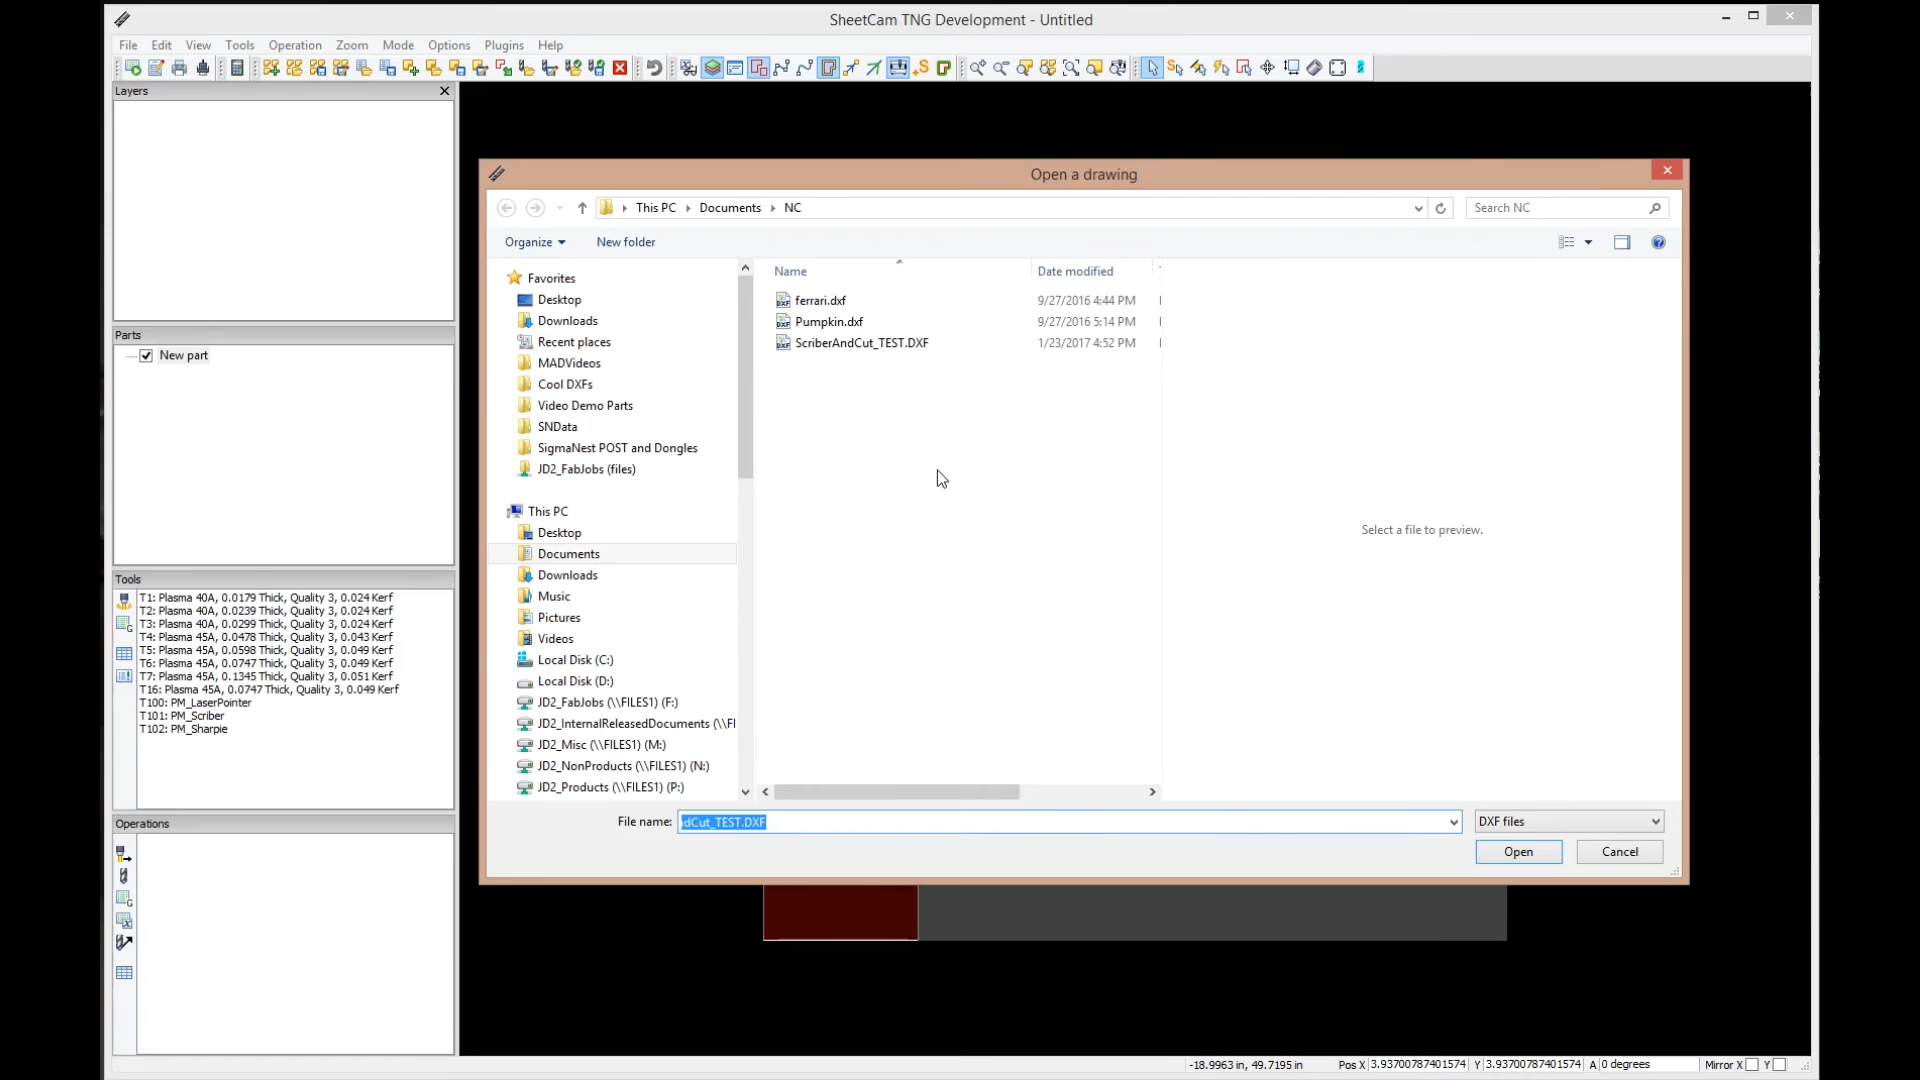 SheetCam TNG Development - Untitled
File Edit View Tools Operation Zoom Mode Options Plugins Help
Layers
Parts
New part
Tools
T1: Plasma 40A, 0.0179 Thick, Quality 3, 0.024 Kerf
T2: Plasma 40A, 0.0239 Thick, Quality 3, 0.024 Kerf
T3: Plasma 40A, 0.0299 Thick, Quality 3, 0.024 Kerf
T4: Plasma 45A, 0.0478 Thick, Quality 3, 0.043 Kerf
T5: Plasma 45A, 0.0598 Thick, Quality 3, 0.049 Kerf
T6: Plasma 45A, 0.0747 Thick, Quality 3, 0.049 Kerf
T7: Plasma 45A, 0.1345 Thick, Quality 3, 0.051 Kerf
T16: Plasma 45A, 0.0747 Thick, Quality 3, 0.049 Kerf
T100: PM_LaserPointer
T101: PM_Scriber
T102: PM_Sharpie
Operations
Open a drawing
This PC Documents NC
Search NC
Organize New folder
Favorites
Desktop
Downloads
Recent places
MADVideos
Cool DXFs
Video Demo Parts
SNData
SigmaNest POST and Dongles
JD2_FabJobs (files)
This PC
Desktop
Documents
Downloads
Music
Pictures
Videos
Local Disk (C:)
Local Disk (D:)
JD2_FabJobs (\\FILES1) (F:)
JD2_InternalReleasedDocuments (\\FI
JD2_Misc (\\FILES1) (M:)
JD2_NonProducts (\\FILES1) (N:)
JD2_Products (\\FILES1) (P:)
Name Date modified
ferrari.dxf 9/27/2016 4:44 PM
Pumpkin.dxf 9/27/2016 5:14 PM
ScriberAndCut_TEST.DXF 1/23/2017 4:52 PM
Select a file to preview.
File name: dCut_TEST.DXF DXF files
Open Cancel
-18.9963 in, 49.7195 in Pos X 3.93700787401574 Y 3.93700787401574 A 0 degrees Mirror X Y